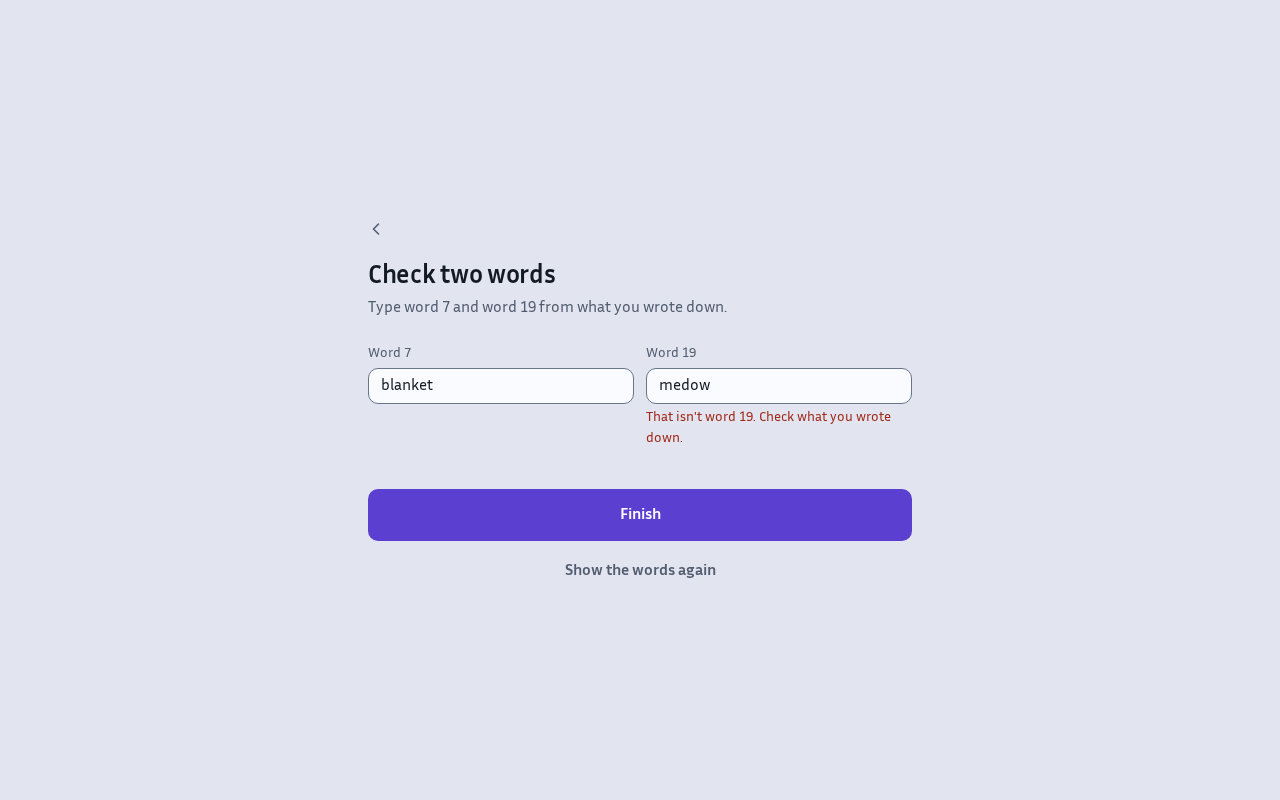 Check two words
Type word 7 and word 19 from what you wrote down.
Word 7
Word 19
blanket
medow
That isn't word 19. Check what you wrote
down.
Finish
Show the words again